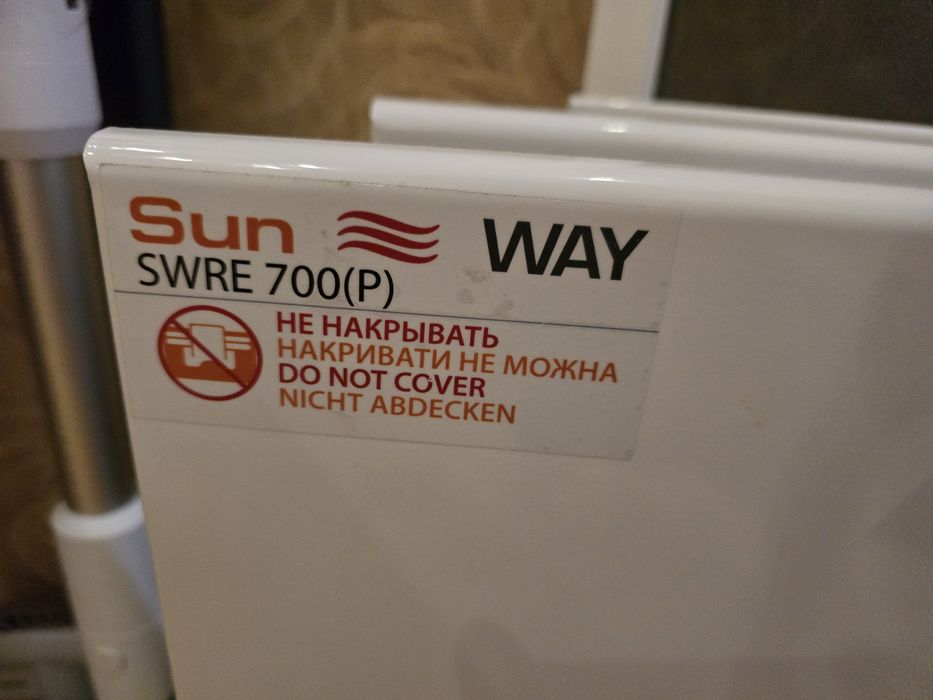 Sun WAY
SWRE 700(P)
НЕ НАКРЫВАТЬ
НАКРИВАТИ НЕ МОЖНА
DO NOT COVER
NICHT ABDECKEN